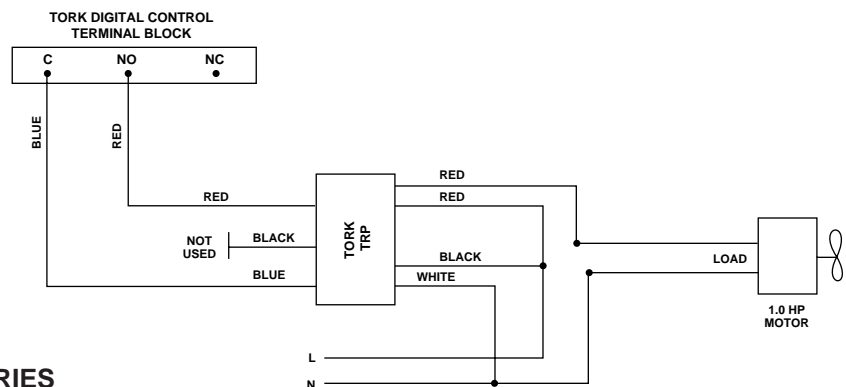 TORK DIGITAL CONTROL
TERMINAL BLOCK
C NO NC
BLUE
RED
RED
RED
RED
NOT
USED
BLACK
TORK
TRP
BLACK
BLUE
WHITE
LOAD
1.0 HP
MOTOR
L
N
RIES